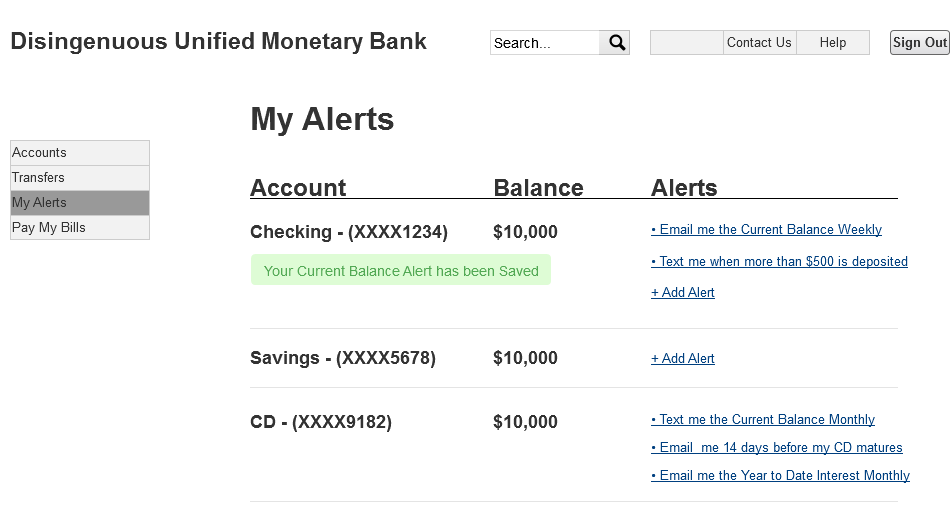 Disingenuous Unified Monetary Bank
Search...
Contact Us
Help
Sign Out
My Alerts
Accounts
Transfers
My Alerts
Pay My Bills
Account Balance Alerts
Checking - (XXXX1234) $10,000 • Email me the Current Balance Weekly
• Text me when more than $500 is deposited
Your Current Balance Alert has been Saved
+ Add Alert
Savings - (XXXX5678) $10,000 + Add Alert
CD - (XXXX9182) $10,000 • Text me the Current Balance Monthly
• Email  me 14 days before my CD matures
• Email me the Year to Date Interest Monthly